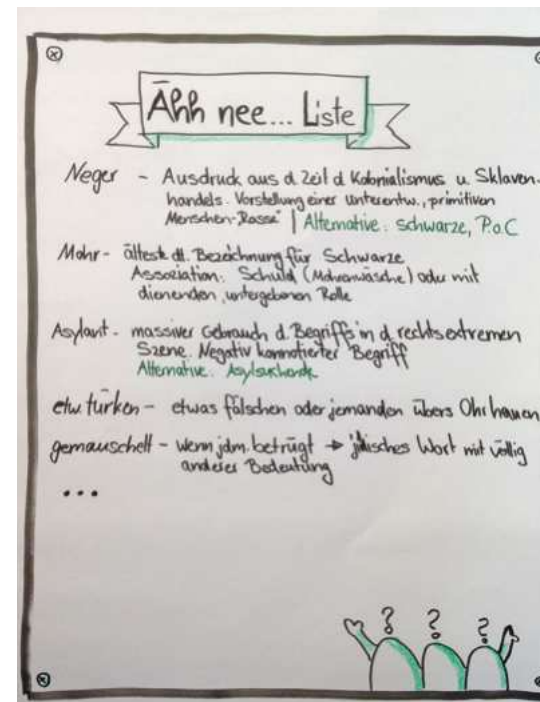 Ähh nee... Liste
Neger - Ausdruck aus d. Zeit d. Kolonialismus u. Sklaven-
handels. Vorstellung einer unterentw., primitiven
Menschen-"Rasse" | Alternative: schwarze, P.o.C
Mohr - älteste dt. Bezeichnung für Schwarze
Assoziation: Schuld (Mohrenwäsche) oder mit
dienenden, untergebenen Rolle
Asylant - massiver Gebrauch d. Begriffs in d. rechtsextremen
Szene. Negativ konnotierter Begriff
Alternative: Asylsuchende
etw. türken - etwas fälschen oder jemanden übers Ohr hauen
gemauschelt - wenn jdm. betrügt → jüdisches Wort mit völlig
anderer Bedeutung
...
? ? ?